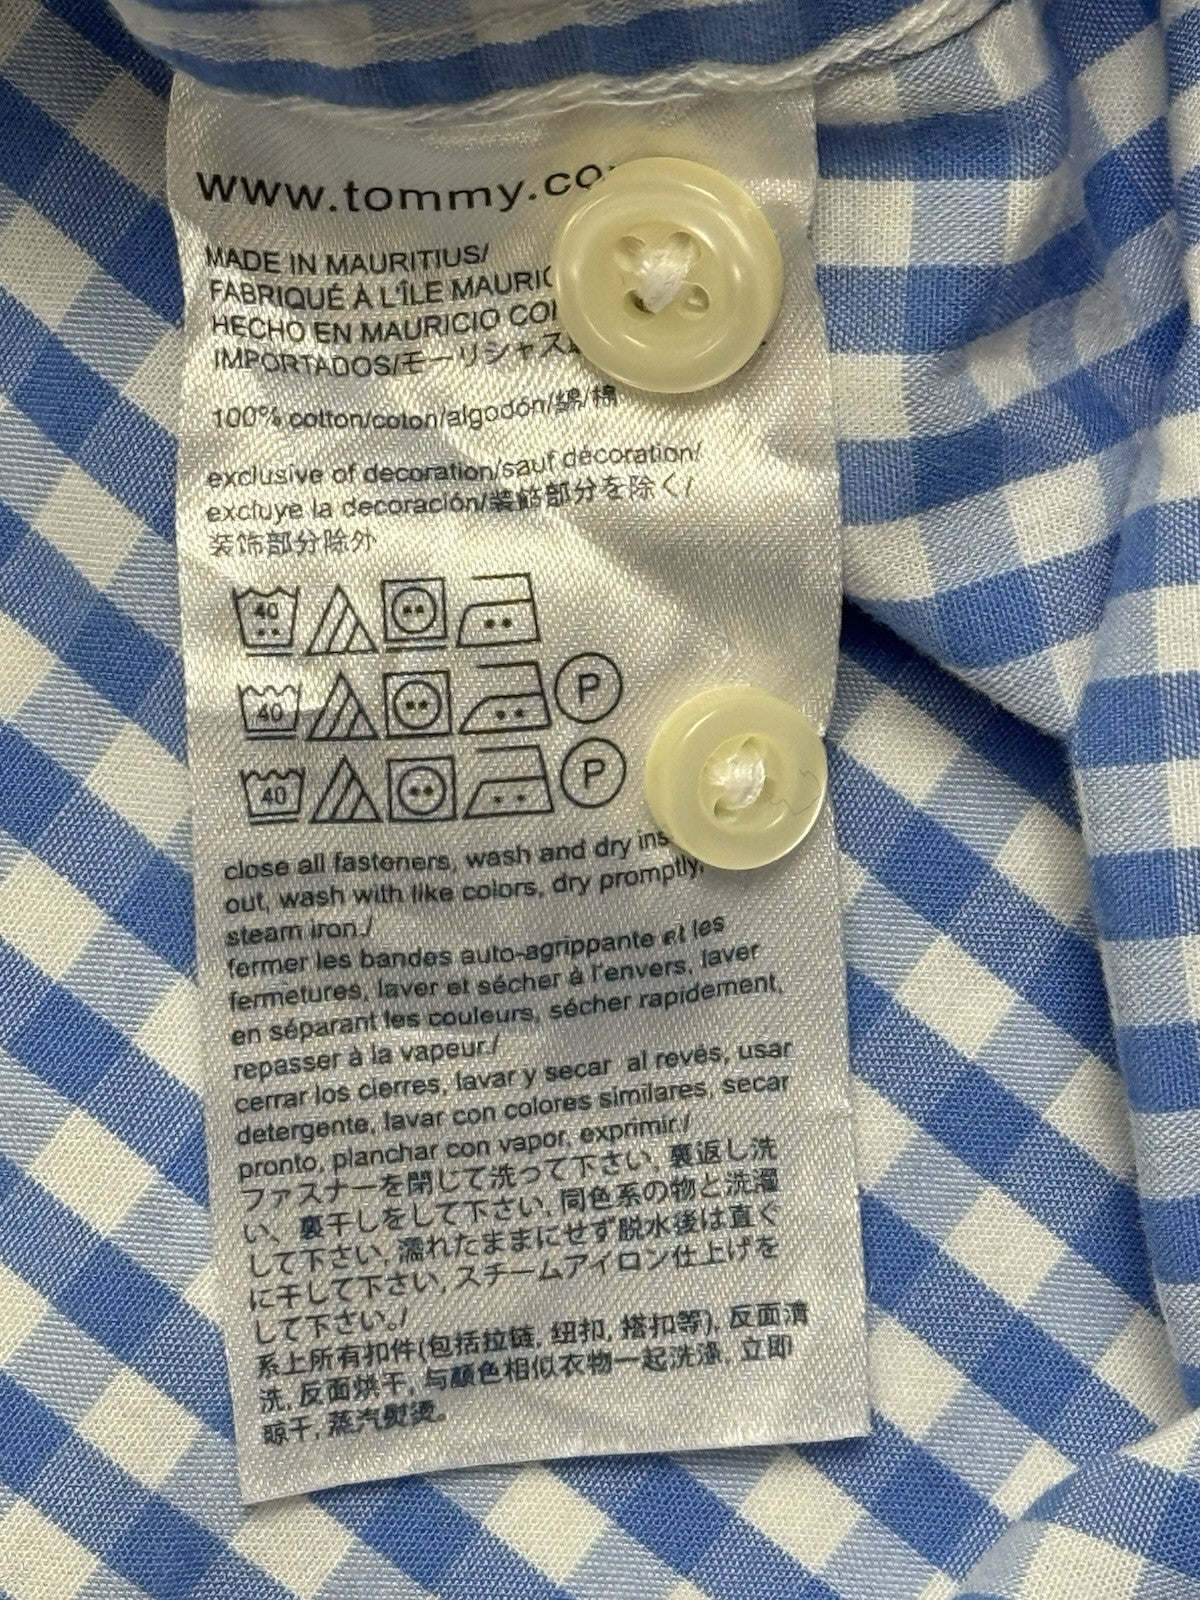 www.tommy.co
MADE IN MAURITIUS/
FABRIQUÉ À L'ÎLE MAURIC
HECHO EN MAURICIO CO
IMPORTADOS/モーリシャス
100% cotton/coton/algodón/綿/棉
exclusive of decoration/sauf décoration/
excluye la decoración/装飾部分を除く/
装饰部分除外
40
40 P
40 P
close all fasteners, wash and dry ins
out, wash with like colors, dry promptly,
steam iron./
fermer les bandes auto-agrippante et les
fermetures, laver et sécher à l'envers, laver
en séparant les couleurs, sécher rapidement,
repasser à la vapeur./
cerrar los cierres, lavar y secar al revés, usar
detergente, lavar con colores similares, secar
pronto, planchar con vapor, exprimir./
ファスナーを閉じて洗って下さい, 裏返し洗
い、裏干しをして下さい, 同色系の物と洗濯
して下さい, 濡れたままにせず脱水後は直ぐ
に干して下さい, スチームアイロン仕上げを
して下さい。/
系上所有扣件(包括拉链, 纽扣, 搭扣等), 反面清
洗, 反面烘干, 与颜色相似衣物一起洗涤, 立即
晾干, 蒸汽熨烫。